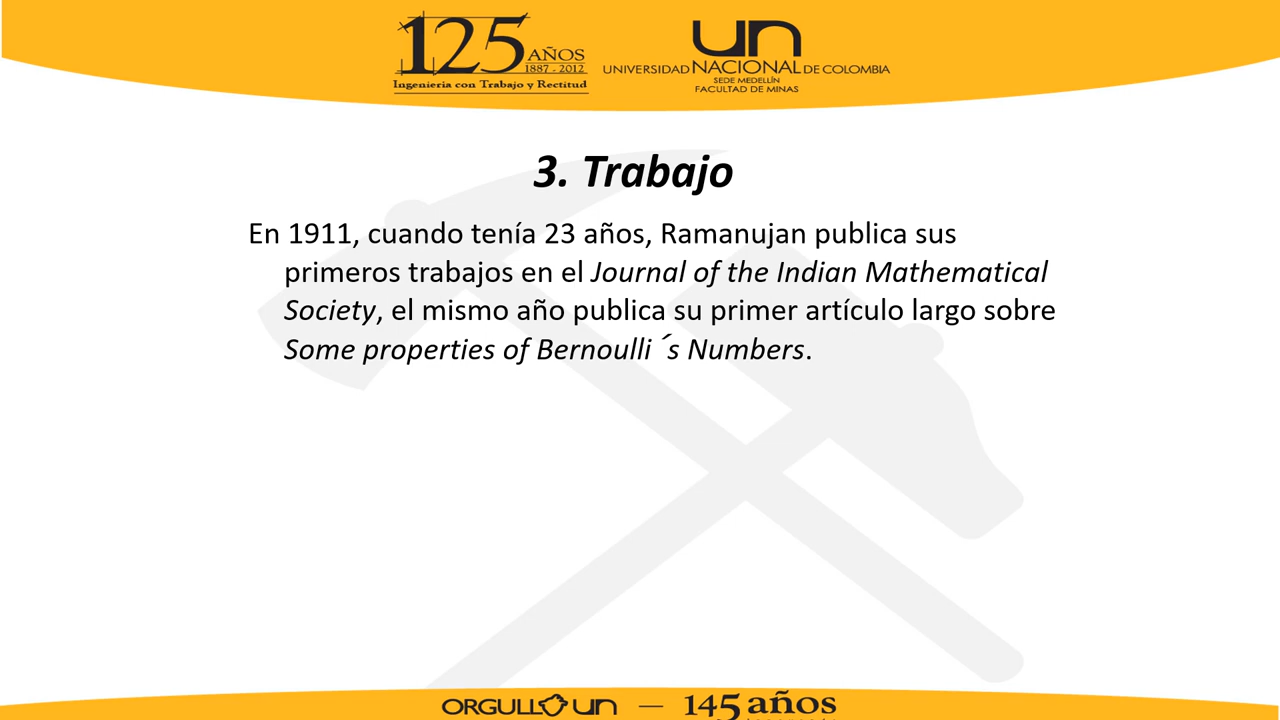 125 AÑOS
1887 - 2012
Ingeniería con Trabajo y Rectitud
un
UNIVERSIDAD NACIONAL DE COLOMBIA
SEDE MEDELLÍN
FACULTAD DE MINAS
3. Trabajo
En 1911, cuando tenía 23 años, Ramanujan publica sus
primeros trabajos en el Journal of the Indian Mathematical
Society, el mismo año publica su primer artículo largo sobre
Some properties of Bernoulli ´s Numbers.
ORGULLO un — 145 años